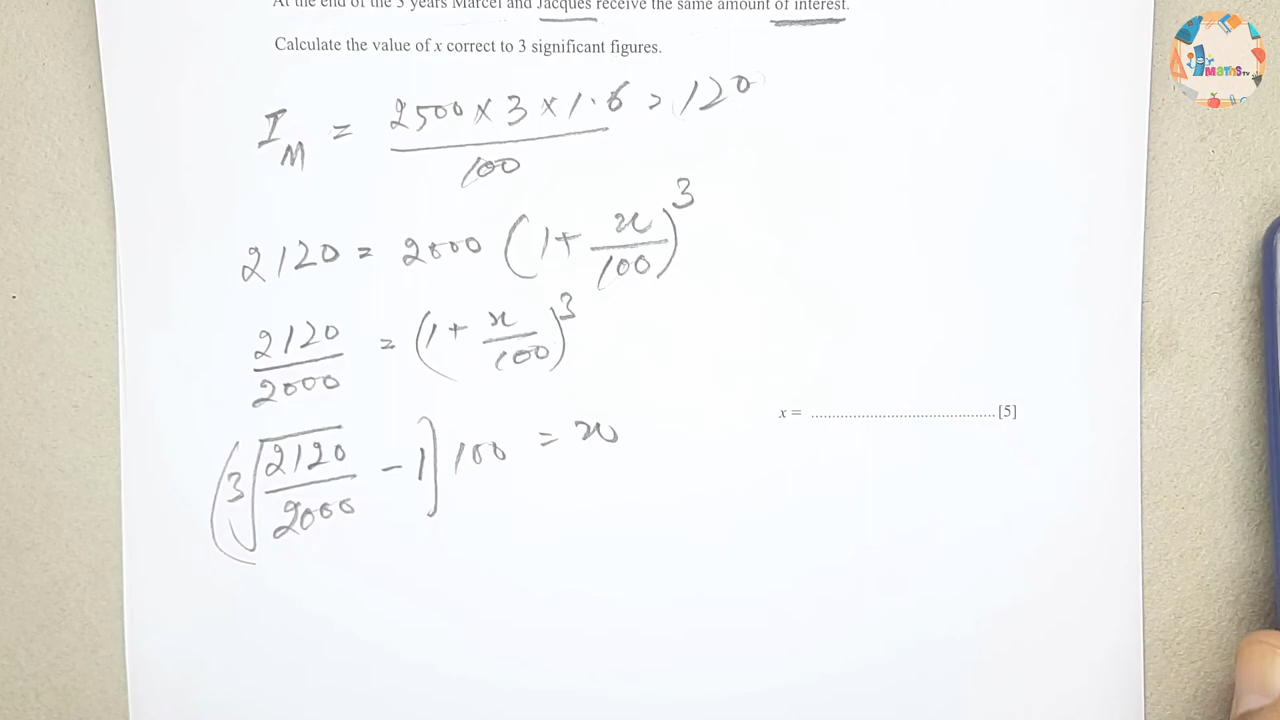 At the end of the 3 years Marcel and Jacques receive the same amount of interest.
Calculate the value of x correct to 3 significant figures.
I_M = (2500 × 3 × 1.6)/100 = 120
2120 = 2000 (1 + x/100)^3
2120/2000 = (1 + x/100)^3
x = ............................................ [5]
(∛(2120/2000) - 1) 100 = x
MATHS TV